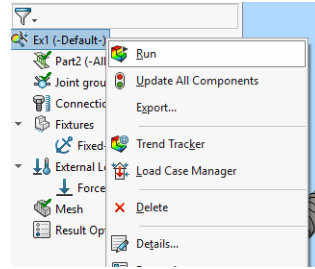 Ex1 (-Default-)
Run
Part2 (-All
Joint grou
Update All Components
Connectio
Export...
Fixtures
Fixed-
Trend Tracker
External Lo
Load Case Manager
Force
Mesh
Delete
Result Opt
Details...